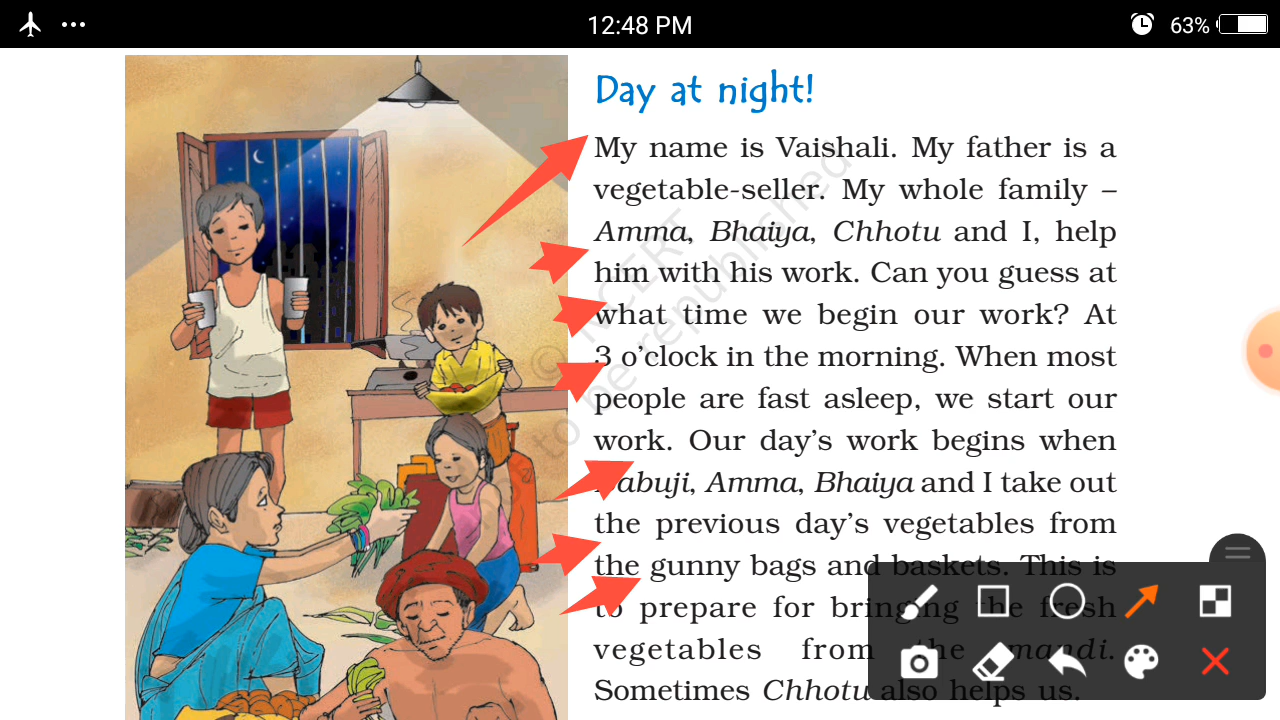 12:48 PM
63%
Day at night!
My name is Vaishali. My father is a
vegetable-seller. My whole family –
Amma, Bhaiya, Chhotu and I, help
him with his work. Can you guess at
what time we begin our work? At
3 o'clock in the morning. When most
people are fast asleep, we start our
work. Our day's work begins when
Babuji, Amma, Bhaiya and I take out
the previous day's vegetables from
the gunny bags and baskets. This is
to prepare for bringing the fresh
vegetables from the mandi.
Sometimes Chhotu also helps us.
© NCERT
to be republished